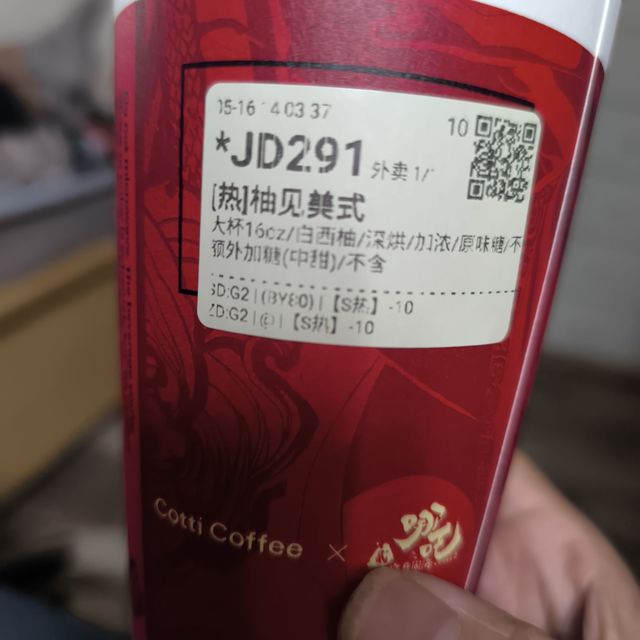 05-16 14:03:37
10
*JD291 外卖 1/1
[热]柚见美式
大杯16oz/白西柚/深烘/加浓/原味糖/不
额外加糖(中甜)/不含
SD:G2 | (BY80) | 【S热】-10
ZD:G2 | @ | 【S热】-10
Cotti Coffee ×